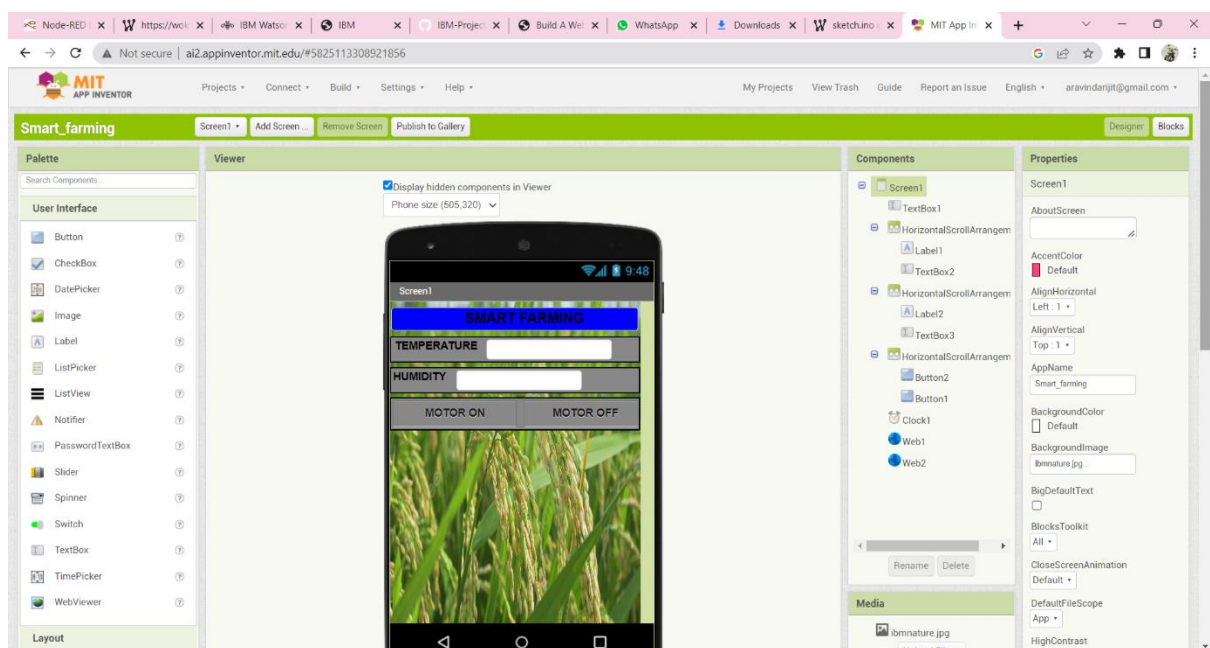 Node-RED
https://wok
IBM Watson
IBM
IBM-Project
Build A Web
WhatsApp
Downloads
sketch.ino
MIT App In
Not secure | ai2.appinventor.mit.edu/#5825113308921856
MIT
APP INVENTOR
Projects
Connect
Build
Settings
Help
My Projects
View Trash
Guide
Report an Issue
English
aravindarijit@gmail.com
Smart_farming
Screen1
Add Screen ...
Remove Screen
Publish to Gallery
Designer
Blocks
Palette
Search Components...
User Interface
Button
CheckBox
DatePicker
Image
Label
ListPicker
ListView
Notifier
PasswordTextBox
Slider
Spinner
Switch
TextBox
TimePicker
WebViewer
Layout
Viewer
Display hidden components in Viewer
Phone size (505,320)
9:48
Screen1
SMART FARMING
TEMPERATURE
HUMIDITY
MOTOR ON
MOTOR OFF
Components
Screen1
TextBox1
HorizontalScrollArrangem
Label1
TextBox2
HorizontalScrollArrangem
Label2
TextBox3
HorizontalScrollArrangem
Button2
Button1
Clock1
Web1
Web2
Rename
Delete
Media
ibmnature.jpg
Properties
Screen1
AboutScreen
AccentColor
Default
AlignHorizontal
Left : 1
AlignVertical
Top : 1
AppName
Smart_farming
BackgroundColor
Default
BackgroundImage
ibmnature.jpg...
BigDefaultText
BlocksToolkit
All
CloseScreenAnimation
Default
DefaultFileScope
App
HighContrast